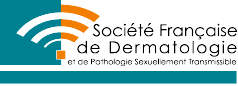 Société Française
de Dermatologie
et de Pathologie Sexuellement Transmissible